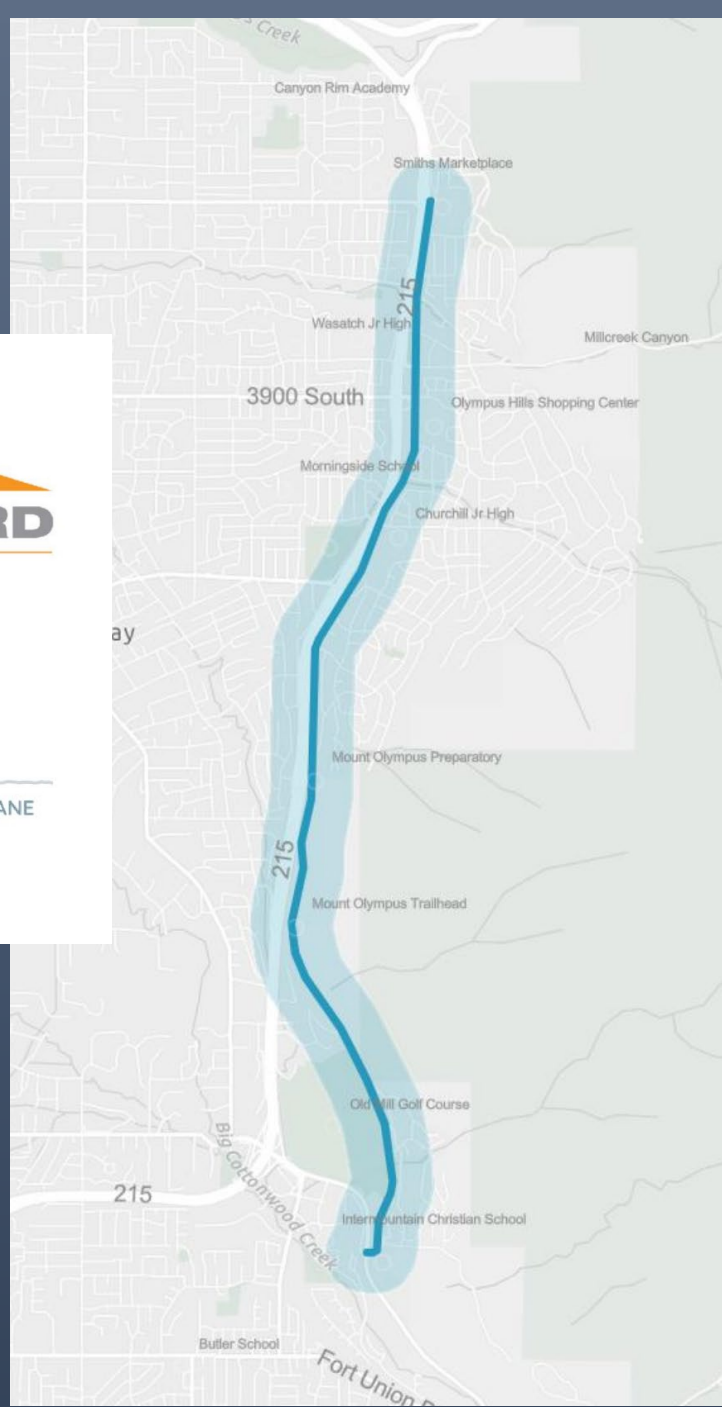 Creek
Canyon Rim Academy
Smiths Marketplace
215
Wasatch Jr High
Millcreek Canyon
3900 South
Olympus Hills Shopping Center
Morningside School
Churchill Jr High
ay
RD
Mount Olympus Preparatory
ANE
215
Mount Olympus Trailhead
Old Mill Golf Course
Big Cottonwood Creek
215
Intermountain Christian School
Butler School
Fort Union